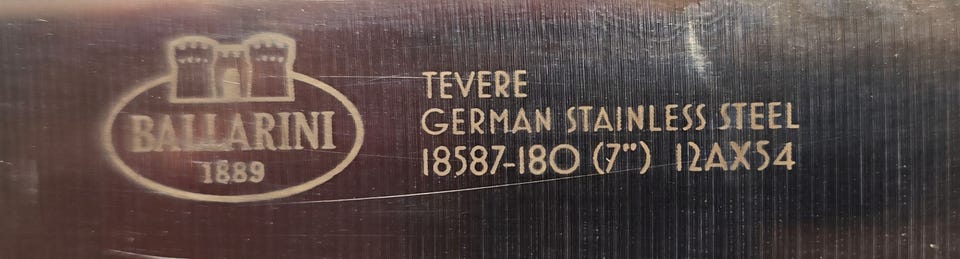 BALLARINI
1889
TEVERE
GERMAN STAINLESS STEEL
18587-180 (7") 12AX54